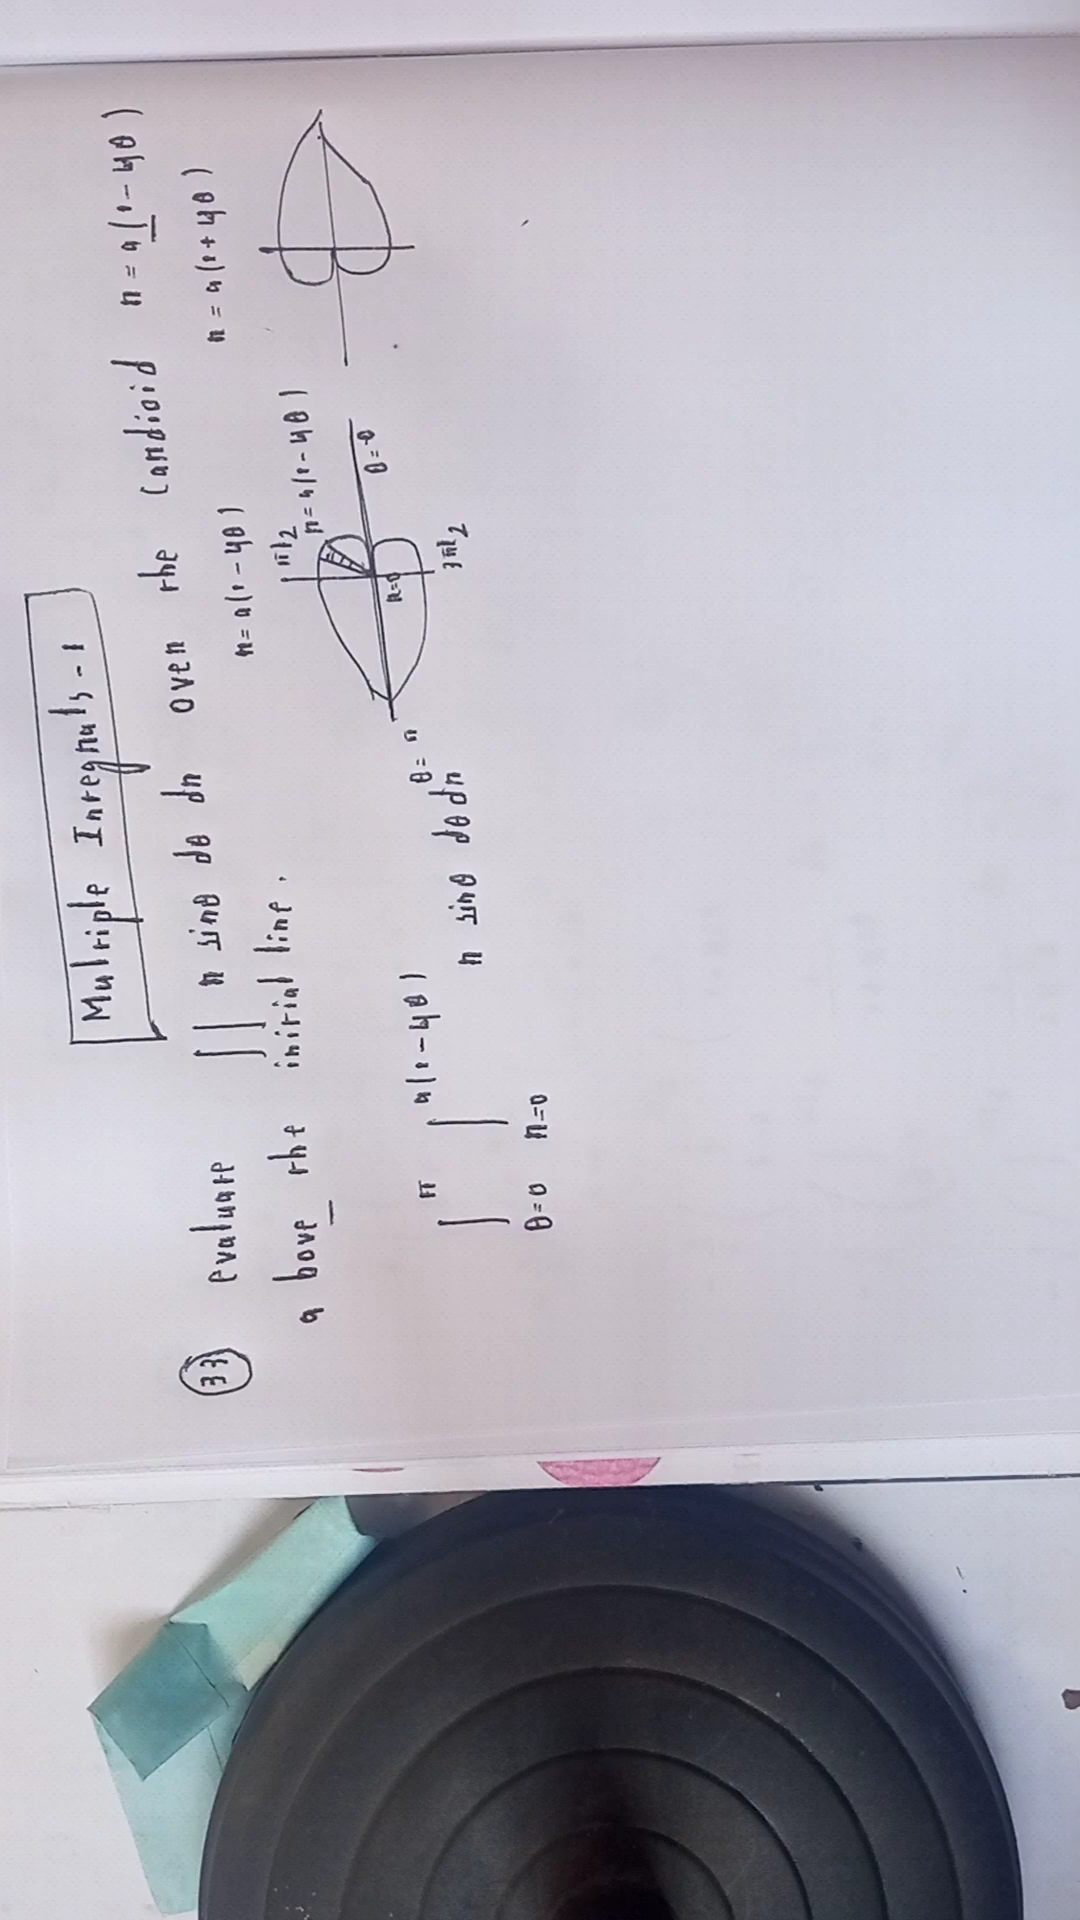 Multiple Integrals - 1
33 evaluate ∫∫ r sinθ dθ dr over the cardioid r = a(1 - cosθ)
above the initial line.
r = a(1 - cosθ)
r = a(1 + cosθ)
π/2
r = a(1 - cosθ)
θ = 0
r=0
θ = π
3π/2
∫_{θ=0}^{π} ∫_{r=0}^{a(1 - cosθ)} r sinθ dθ dr